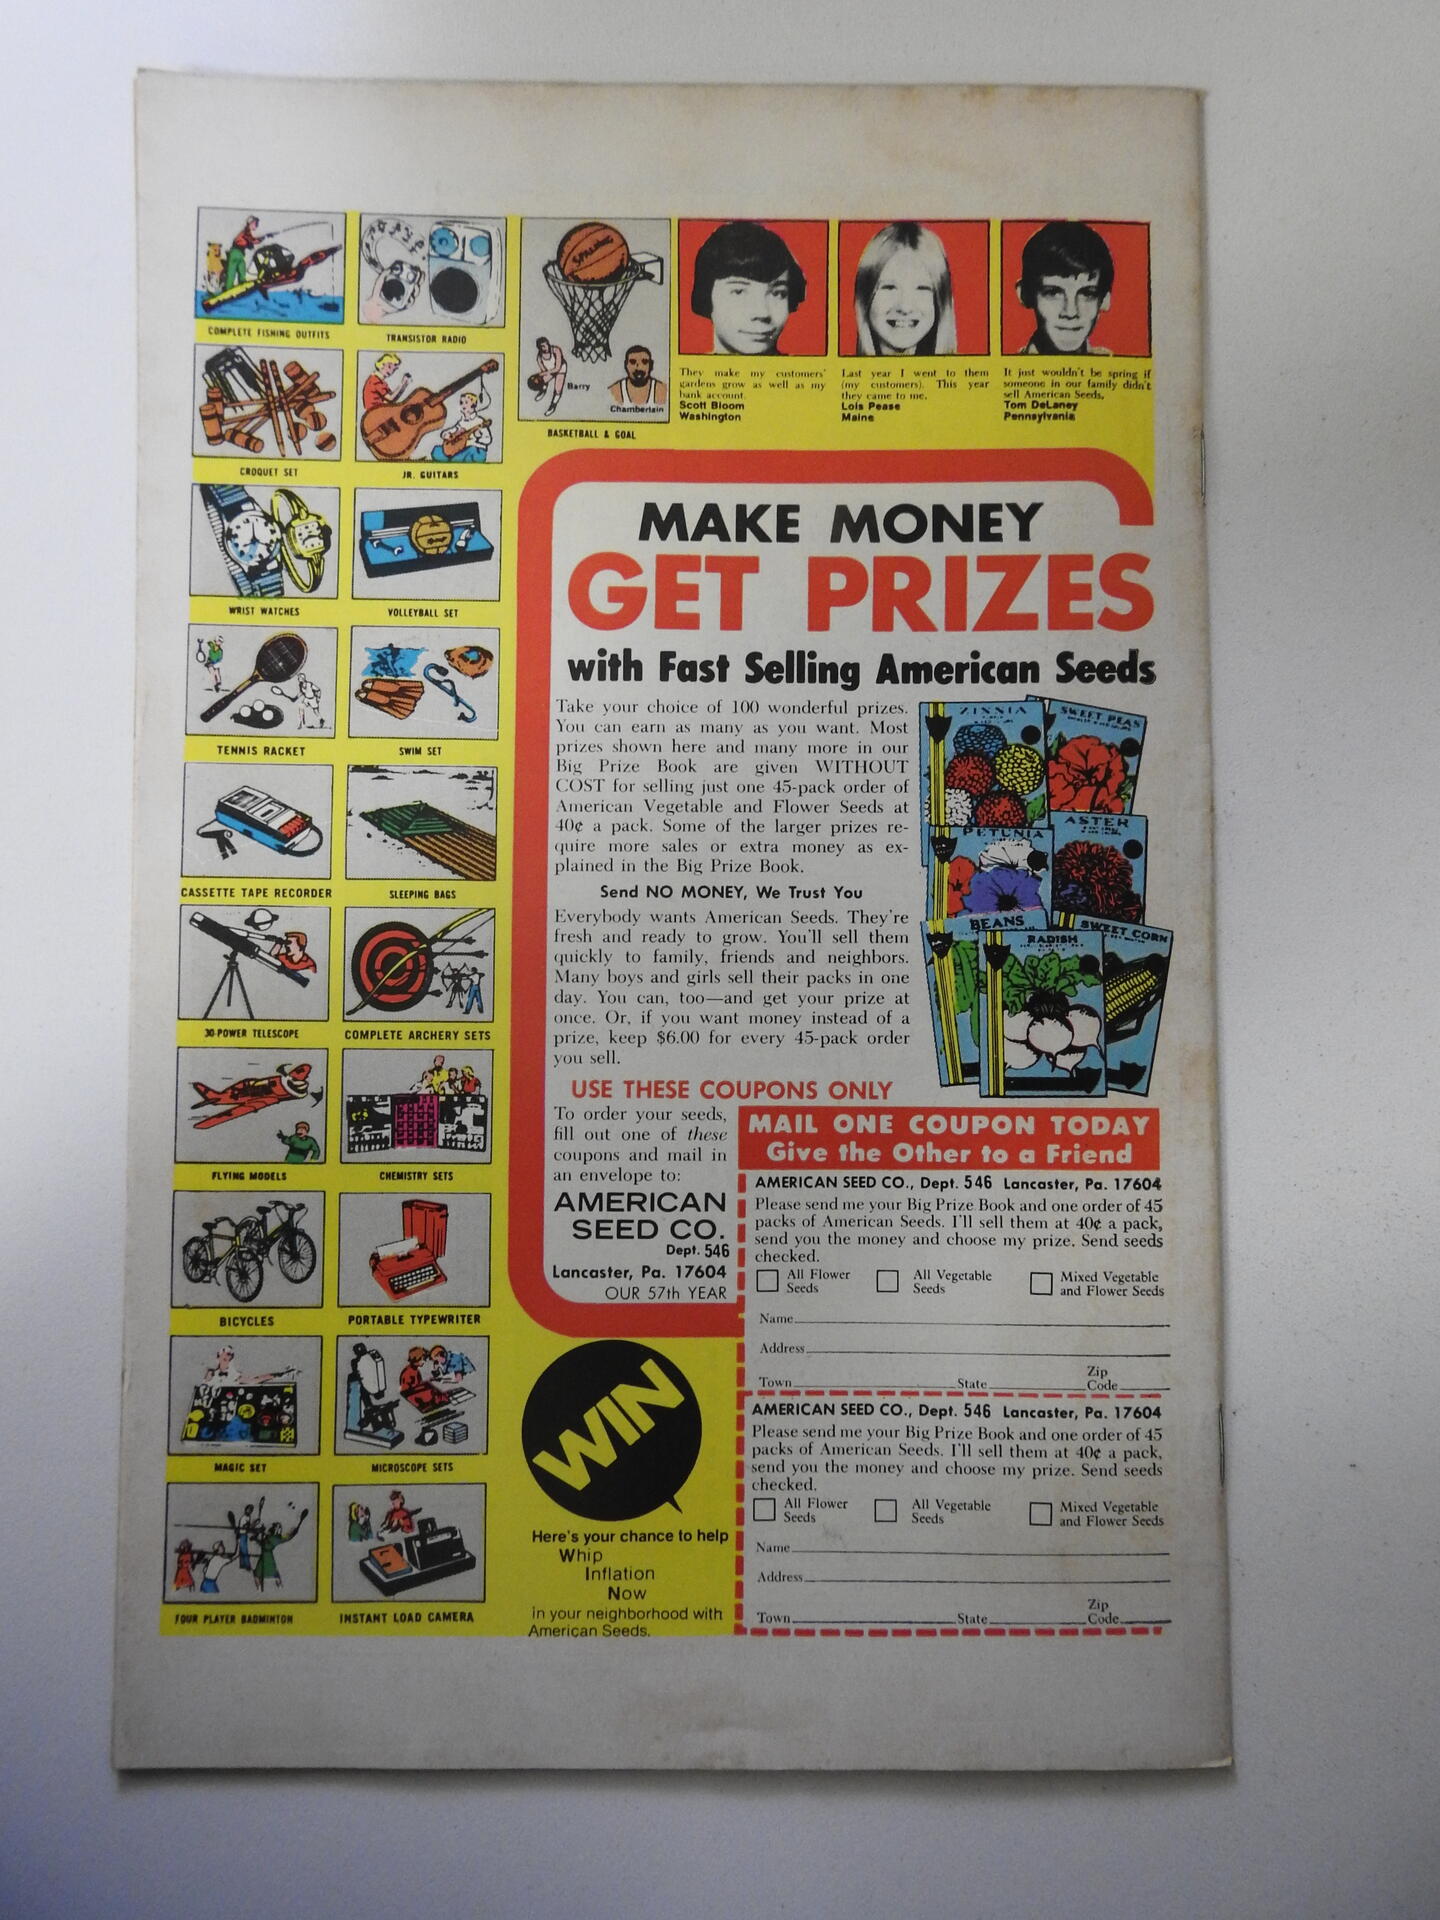 COMPLETE FISHING OUTFITS
TRANSISTOR RADIO
CROQUET SET
JR. GUITARS
WRIST WATCHES
VOLLEYBALL SET
TENNIS RACKET
SWIM SET
CASSETTE TAPE RECORDER
SLEEPING BAGS
30-POWER TELESCOPE
COMPLETE ARCHERY SETS
FLYING MODELS
CHEMISTRY SETS
BICYCLES
PORTABLE TYPEWRITER
MAGIC SET
MICROSCOPE SETS
FOUR PLAYER BADMINTON
INSTANT LOAD CAMERA
SPALDING
Barry
Chamberlain
BASKETBALL & GOAL
They make my customers'
gardens grow as well as my
bank account.
Scott Bloom
Washington
Last year I went to them
(my customers). This year
they came to me.
Lois Pease
Maine
It just wouldn't be spring if
someone in our family didn't
sell American Seeds.
Tom DeLaney
Pennsylvania
MAKE MONEY
GET PRIZES
with Fast Selling American Seeds
Take your choice of 100 wonderful prizes.
You can earn as many as you want. Most
prizes shown here and many more in our
Big Prize Book are given WITHOUT
COST for selling just one 45-pack order of
American Vegetable and Flower Seeds at
40¢ a pack. Some of the larger prizes re-
quire more sales or extra money as ex-
plained in the Big Prize Book.
Send NO MONEY, We Trust You
Everybody wants American Seeds. They're
fresh and ready to grow. You'll sell them
quickly to family, friends and neighbors.
Many boys and girls sell their packs in one
day. You can, too—and get your prize at
once. Or, if you want money instead of a
prize, keep $6.00 for every 45-pack order
you sell.
ZINNIA
SWEET PEAS
PETUNIA
ASTER
BEANS
RADISH
SWEET CORN
USE THESE COUPONS ONLY
To order your seeds,
fill out one of these
coupons and mail in
an envelope to:
AMERICAN
SEED CO.
Dept. 546
Lancaster, Pa. 17604
OUR 57th YEAR
MAIL ONE COUPON TODAY
Give the Other to a Friend
AMERICAN SEED CO., Dept. 546 Lancaster, Pa. 17604
Please send me your Big Prize Book and one order of 45
packs of American Seeds. I'll sell them at 40¢ a pack,
send you the money and choose my prize. Send seeds
checked.
All Flower Seeds
All Vegetable Seeds
Mixed Vegetable and Flower Seeds
Name
Address
Town State Zip Code
AMERICAN SEED CO., Dept. 546 Lancaster, Pa. 17604
Please send me your Big Prize Book and one order of 45
packs of American Seeds. I'll sell them at 40¢ a pack,
send you the money and choose my prize. Send seeds
checked.
All Flower Seeds
All Vegetable Seeds
Mixed Vegetable and Flower Seeds
Name
Address
Town State Zip Code
WIN
Here's your chance to help
Whip
Inflation
Now
in your neighborhood with
American Seeds.